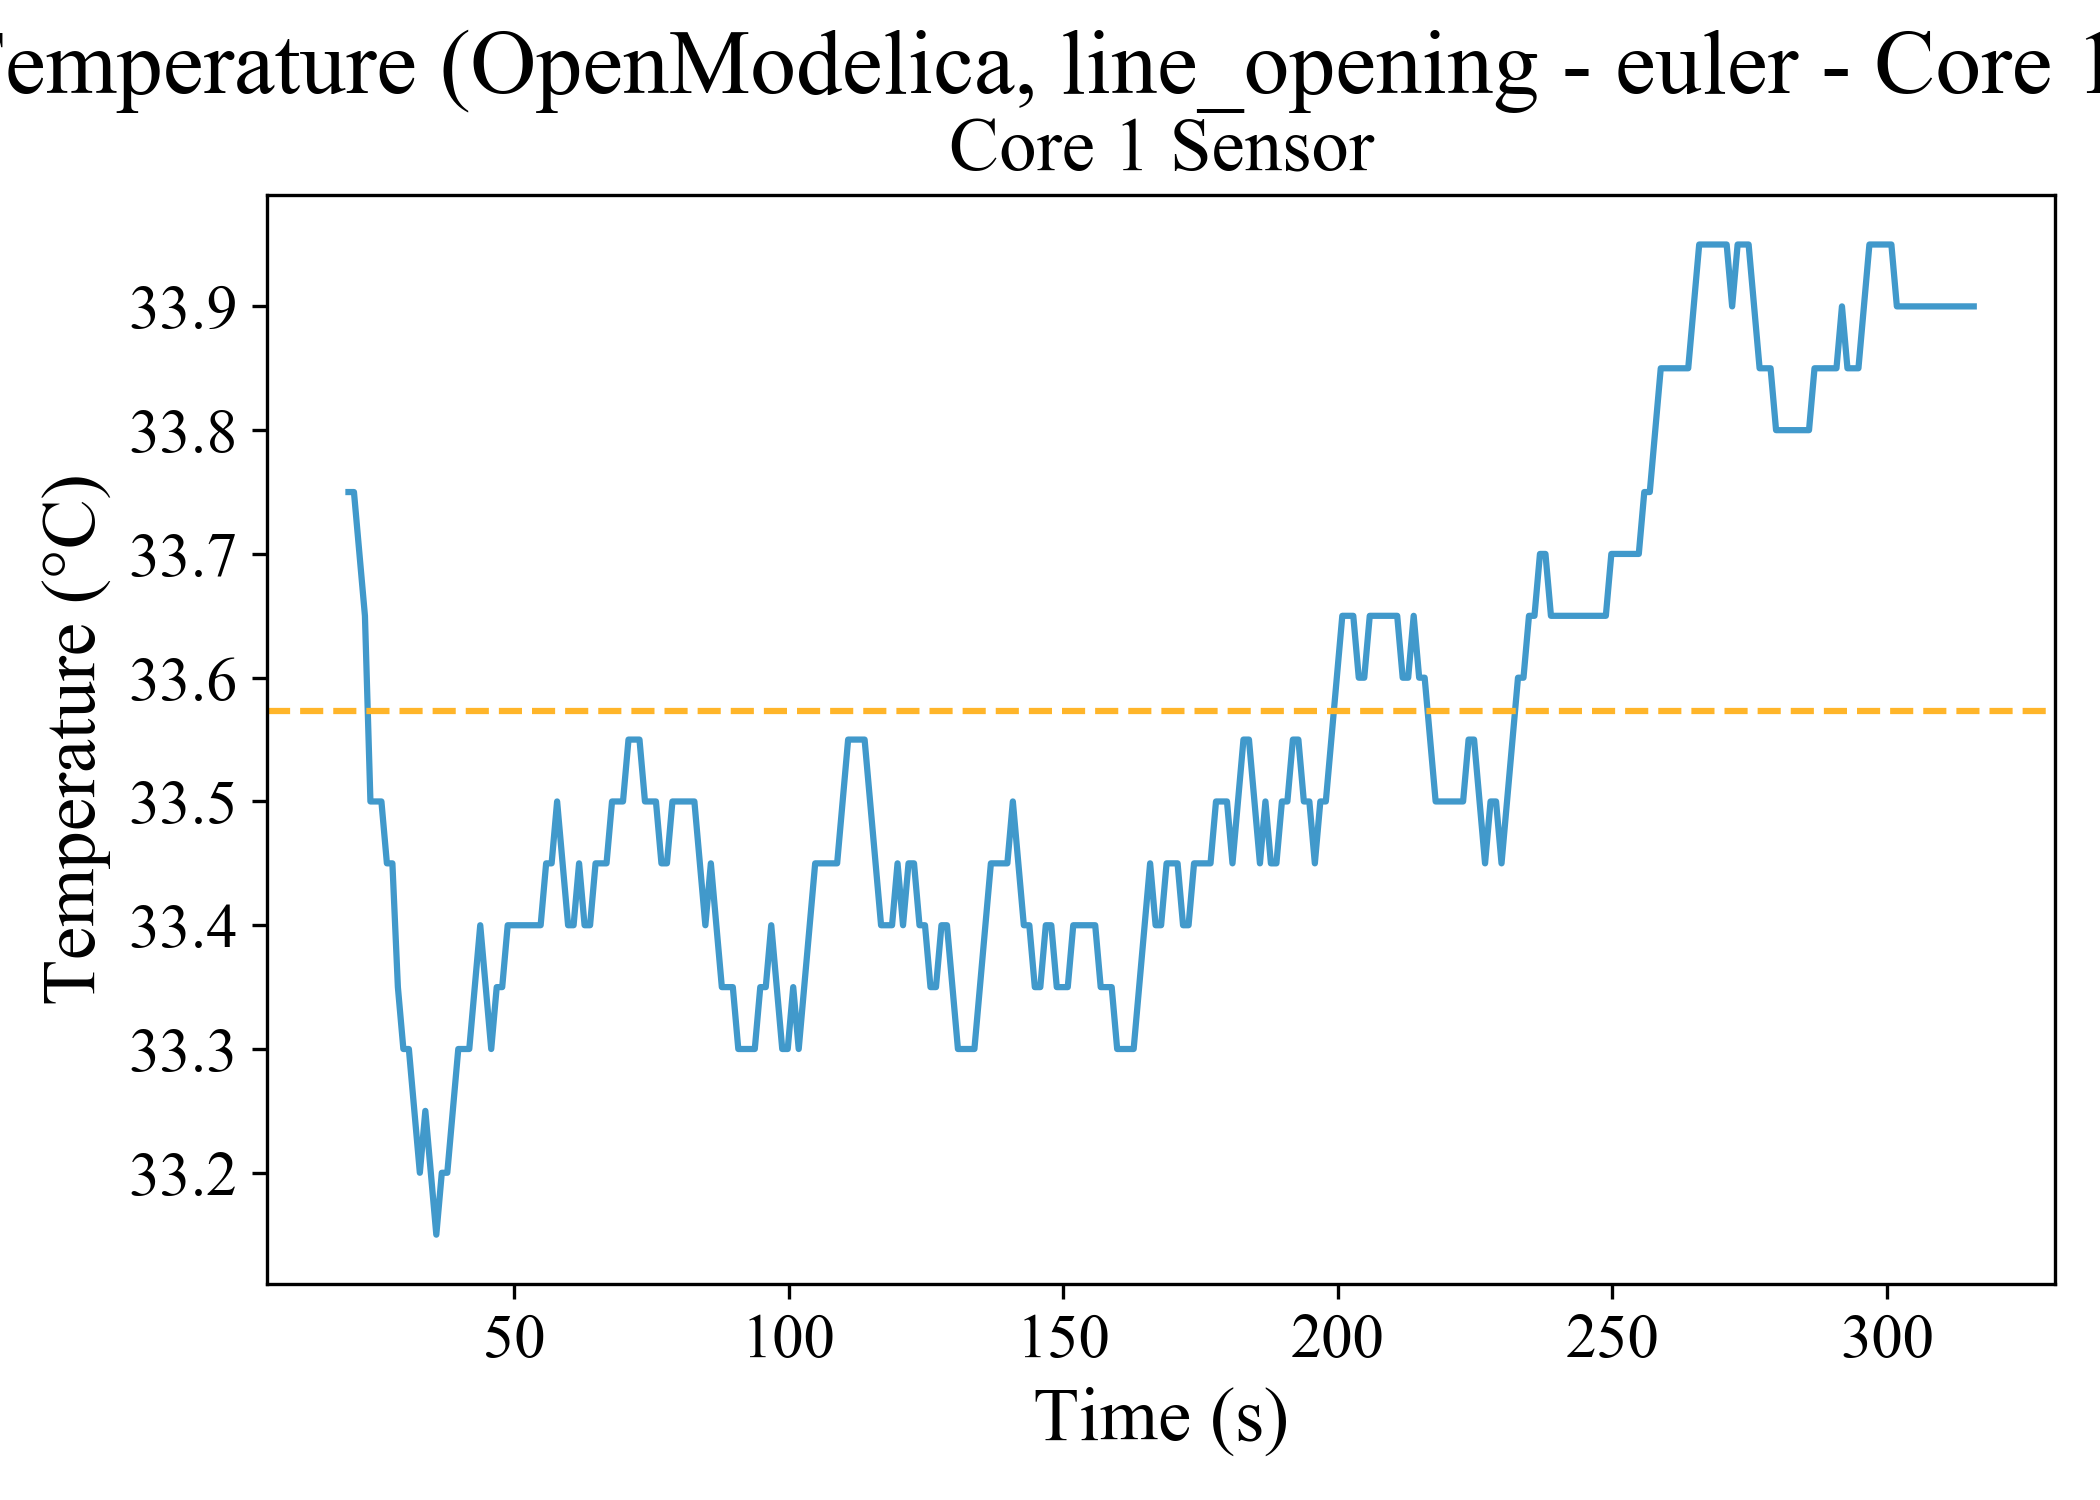 Temperature (OpenModelica, line_opening - euler - Core 1
Core 1 Sensor
Temperature (°C)
33.9
33.8
33.7
33.6
33.5
33.4
33.3
33.2
50 100 150 200 250 300
Time (s)